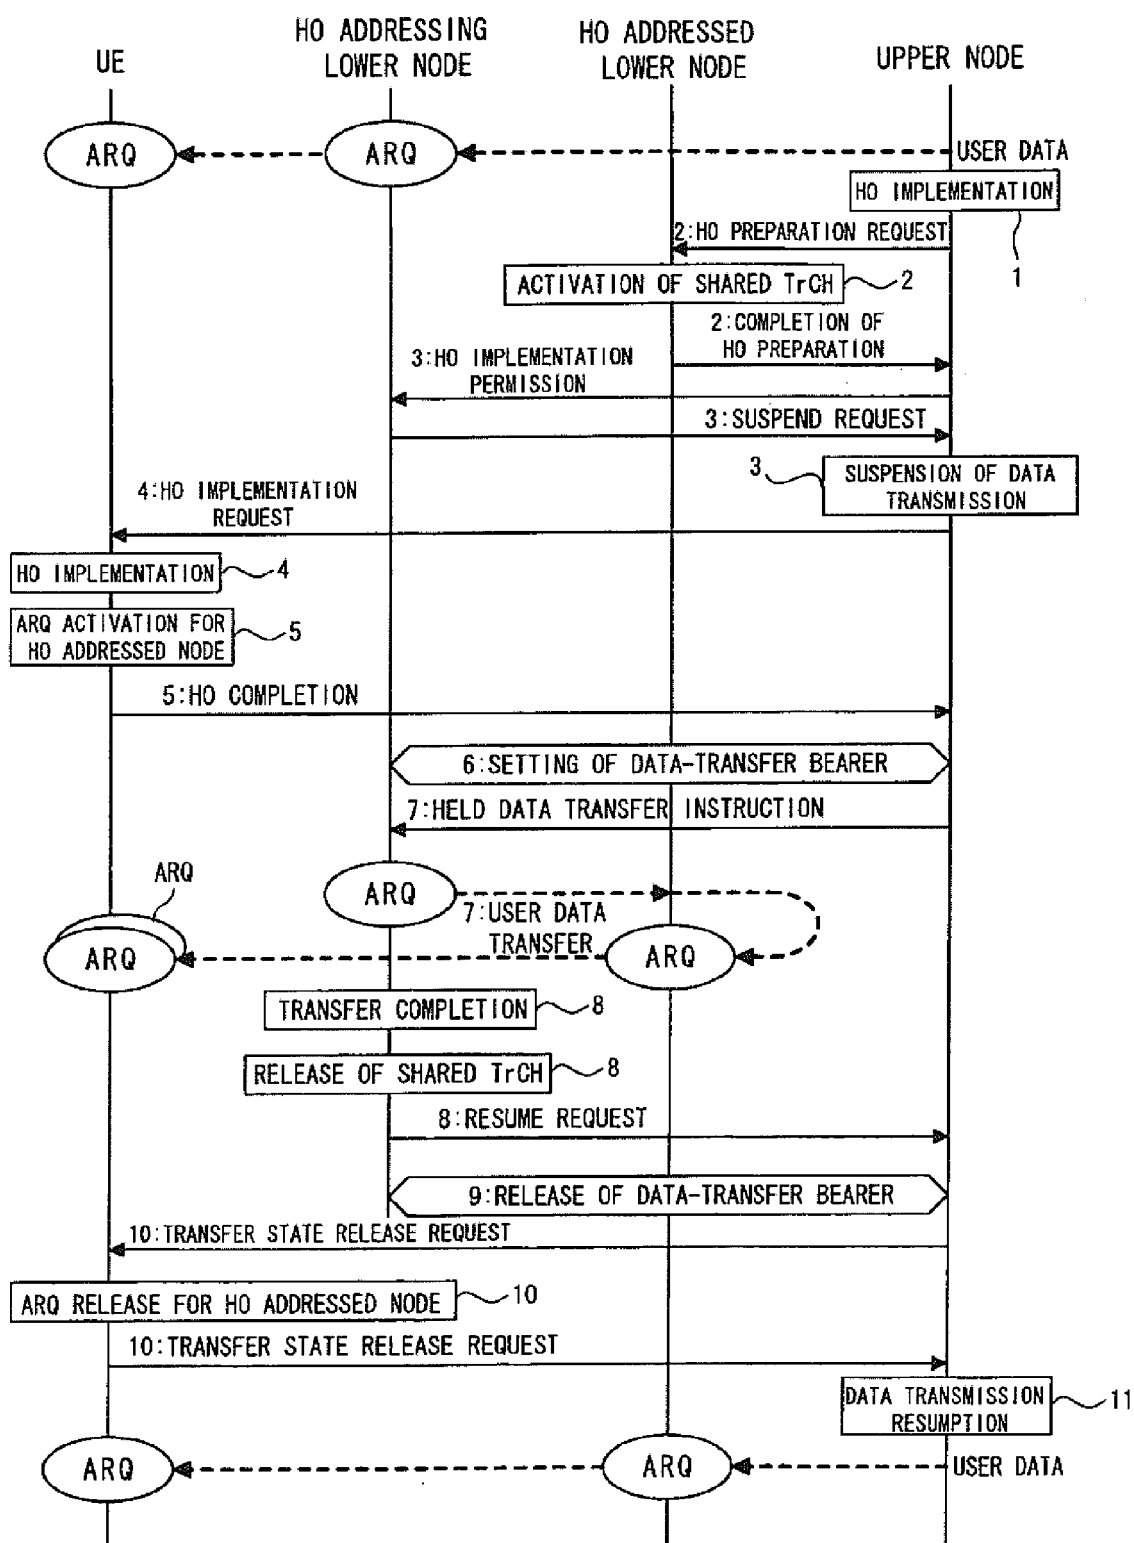 UE
HO ADDRESSING
LOWER NODE
HO ADDRESSED
LOWER NODE
UPPER NODE
ARQ
ARQ
USER DATA
HO IMPLEMENTATION
1
2:HO PREPARATION REQUEST
ACTIVATION OF SHARED TrCH
2
2:COMPLETION OF
HO PREPARATION
3:HO IMPLEMENTATION
PERMISSION
3:SUSPEND REQUEST
3
SUSPENSION OF DATA
TRANSMISSION
4:HO IMPLEMENTATION
REQUEST
HO IMPLEMENTATION
4
ARQ ACTIVATION FOR
HO ADDRESSED NODE
5
5:HO COMPLETION
6:SETTING OF DATA-TRANSFER BEARER
7:HELD DATA TRANSFER INSTRUCTION
ARQ
ARQ
7:USER DATA
TRANSFER
ARQ
ARQ
TRANSFER COMPLETION
8
RELEASE OF SHARED TrCH
8
8:RESUME REQUEST
9:RELEASE OF DATA-TRANSFER BEARER
10:TRANSFER STATE RELEASE REQUEST
ARQ RELEASE FOR HO ADDRESSED NODE
10
10:TRANSFER STATE RELEASE REQUEST
DATA TRANSMISSION
RESUMPTION
11
ARQ
ARQ
USER DATA